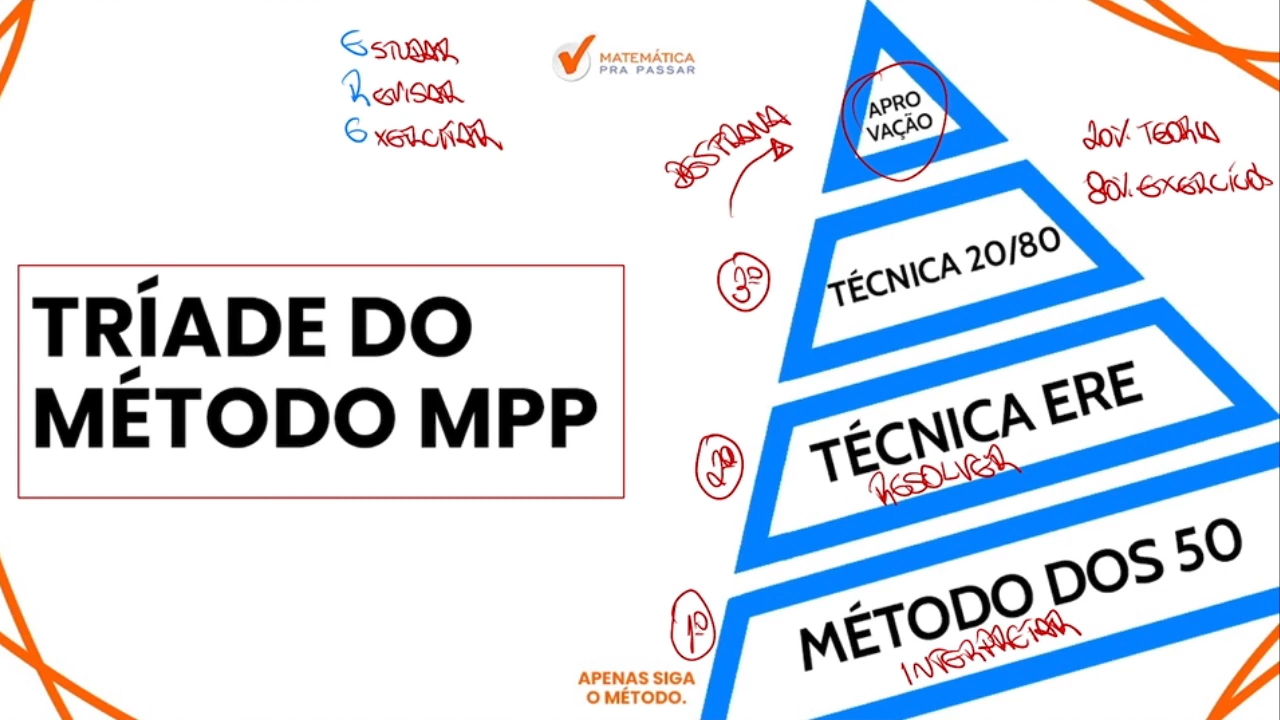 ESTUDAR
REVISAR
EXERCITAR
MATEMÁTICA
PRA PASSAR
APRO
VAÇÃO
20% TEORIA
80% EXERCÍCIOS
3º
TÉCNICA 20/80
TRÍADE DO
MÉTODO MPP
2º
TÉCNICA ERE
RESOLVER
1º
MÉTODO DOS 50
INTERPRETAR
APENAS SIGA
O MÉTODO.